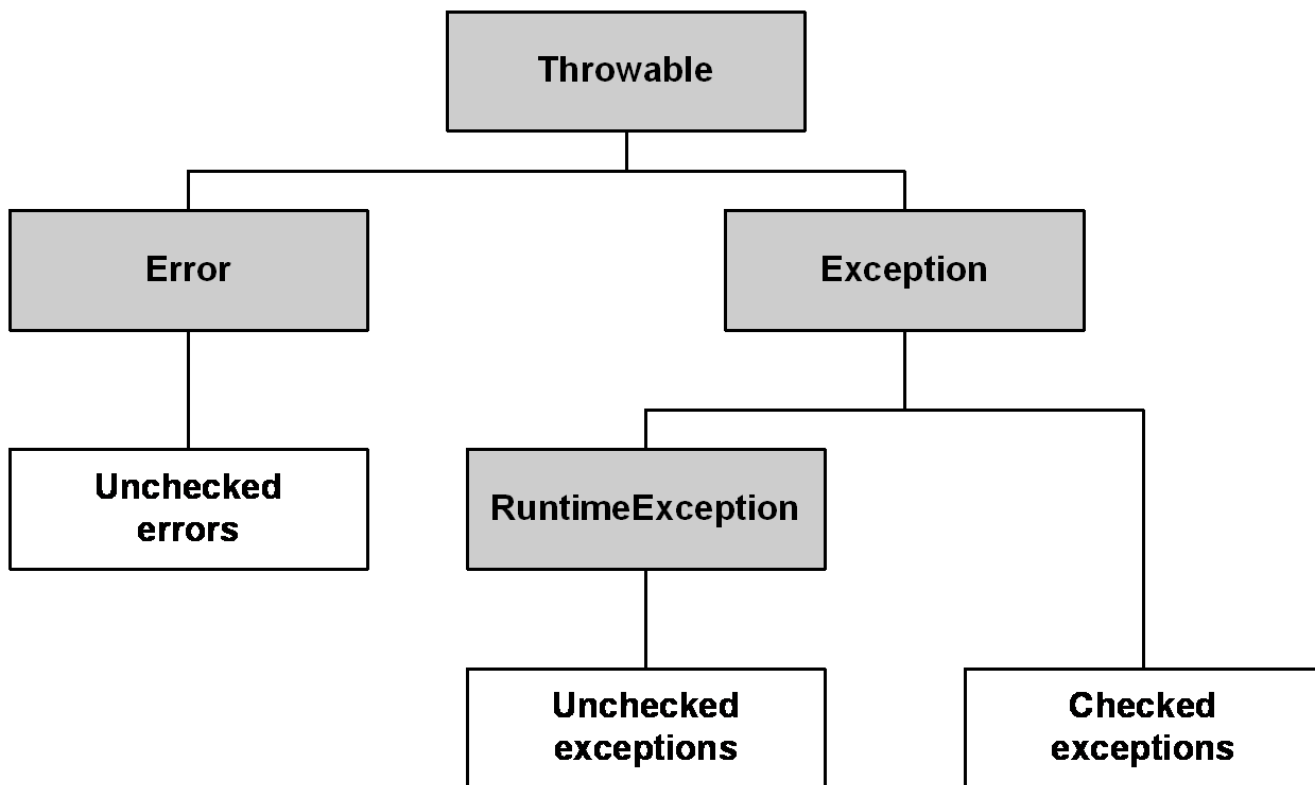 Throwable
Error
Exception
Unchecked
errors
RuntimeException
Unchecked
exceptions
Checked
exceptions